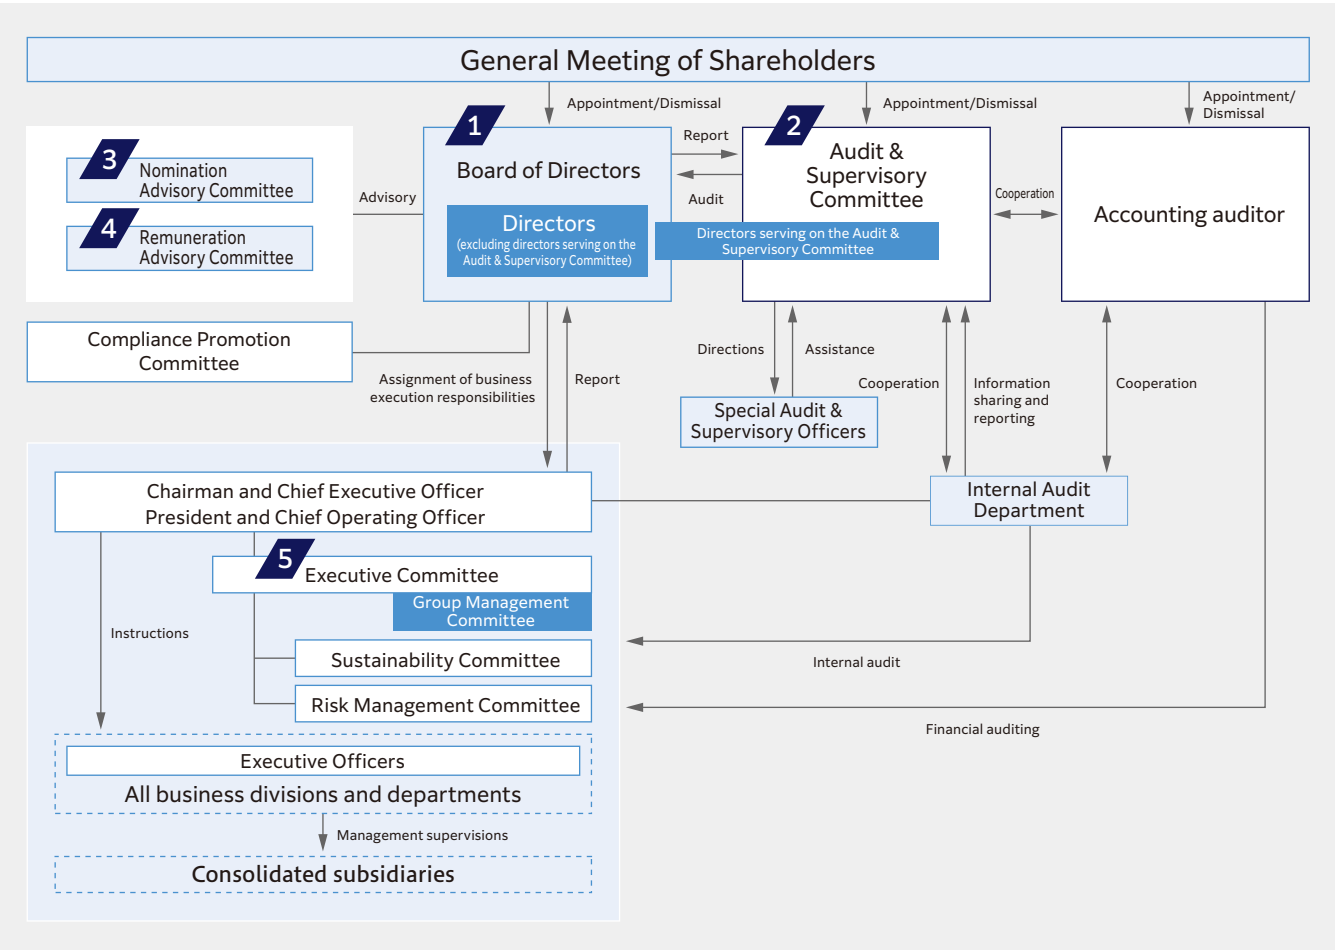 General Meeting of Shareholders
Appointment/Dismissal
Appointment/Dismissal
Appointment/
Dismissal
3
Nomination
Advisory Committee
4
Remuneration
Advisory Committee
Advisory
1
Board of Directors
Directors
(excluding directors serving on the
Audit & Supervisory Committee)
Report
Audit
2
Audit &
Supervisory
Committee
Directors serving on the Audit &
Supervisory Committee
Cooperation
Accounting auditor
Compliance Promotion
Committee
Assignment of business
execution responsibilities
Report
Directions
Assistance
Special Audit &
Supervisory Officers
Cooperation
Information
sharing and
reporting
Cooperation
Internal Audit
Department
Chairman and Chief Executive Officer
President and Chief Operating Officer
5
Executive Committee
Group Management
Committee
Instructions
Sustainability Committee
Risk Management Committee
Internal audit
Financial auditing
Executive Officers
All business divisions and departments
Management supervisions
Consolidated subsidiaries